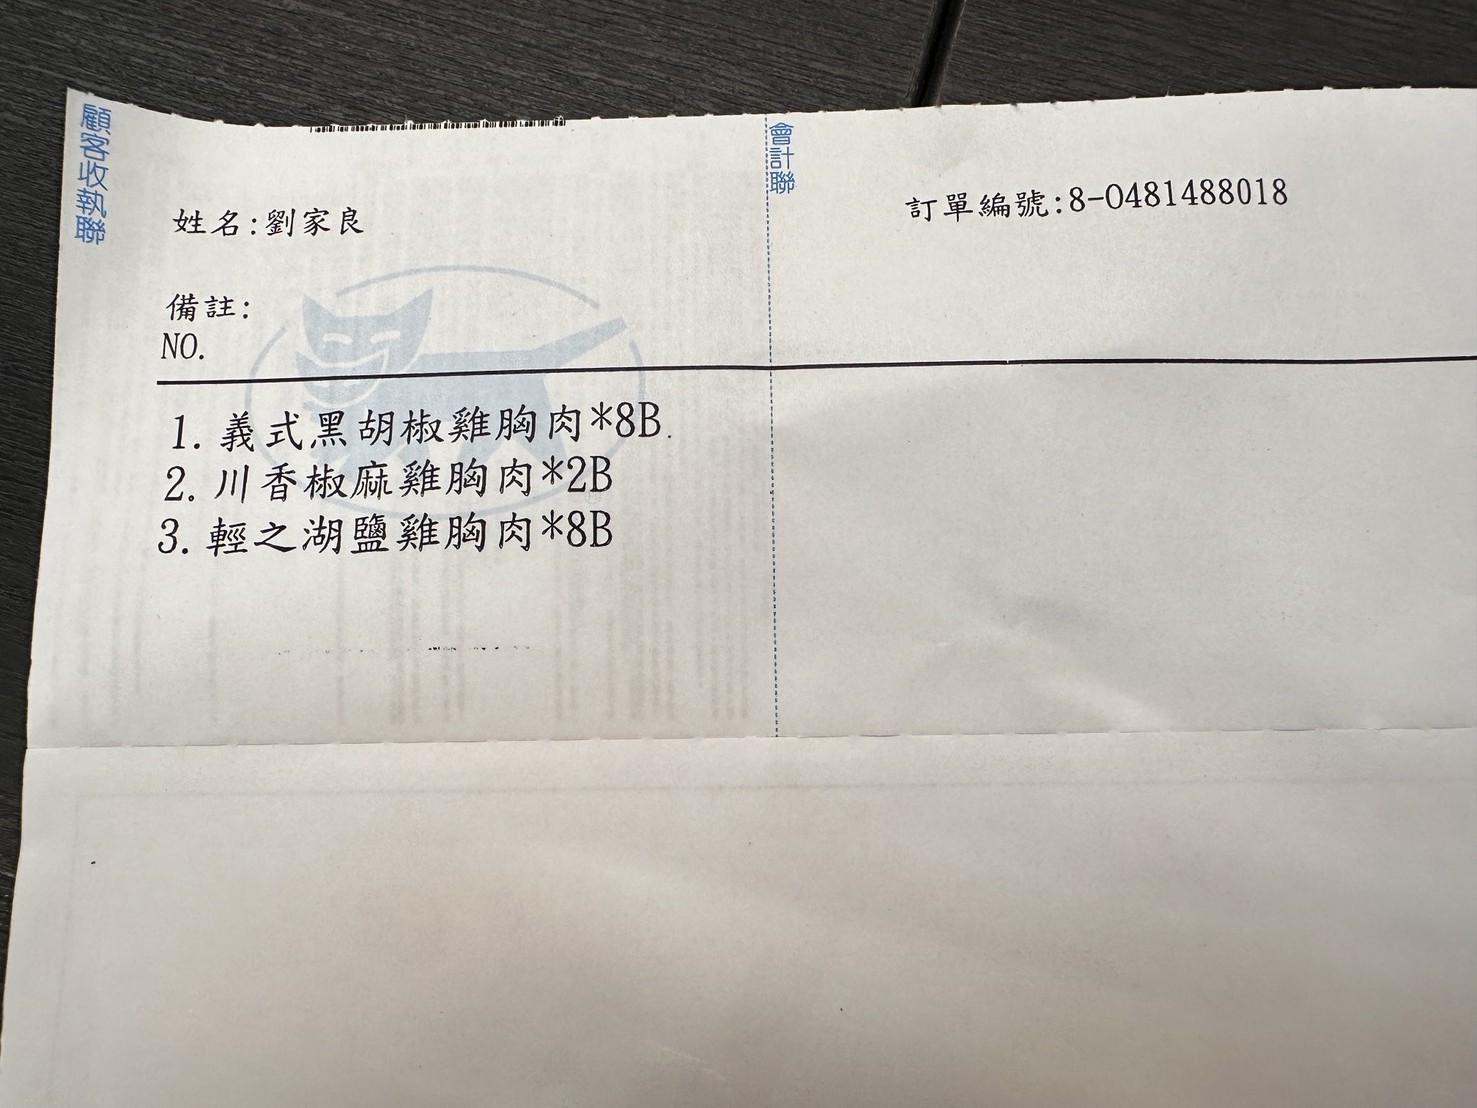 顧客收執聯
姓名:劉家良
備註:
NO.
1. 義式黑胡椒雞胸肉*8B.
2. 川香椒麻雞胸肉*2B
3. 輕之湖鹽雞胸肉*8B
會計聯
訂單編號:8-0481488018